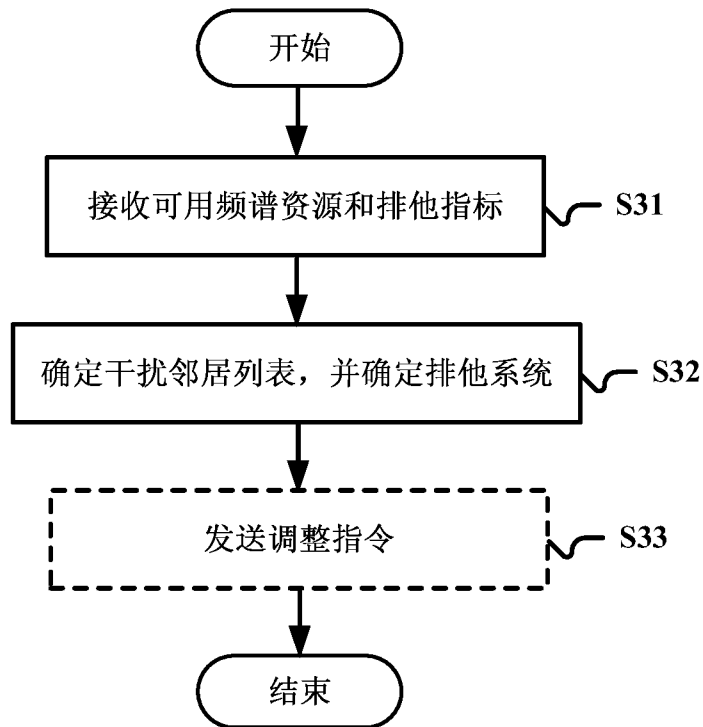 开始
接收可用频谱资源和排他指标
S31
确定干扰邻居列表，并确定排他系统
S32
发送调整指令
S33
结束